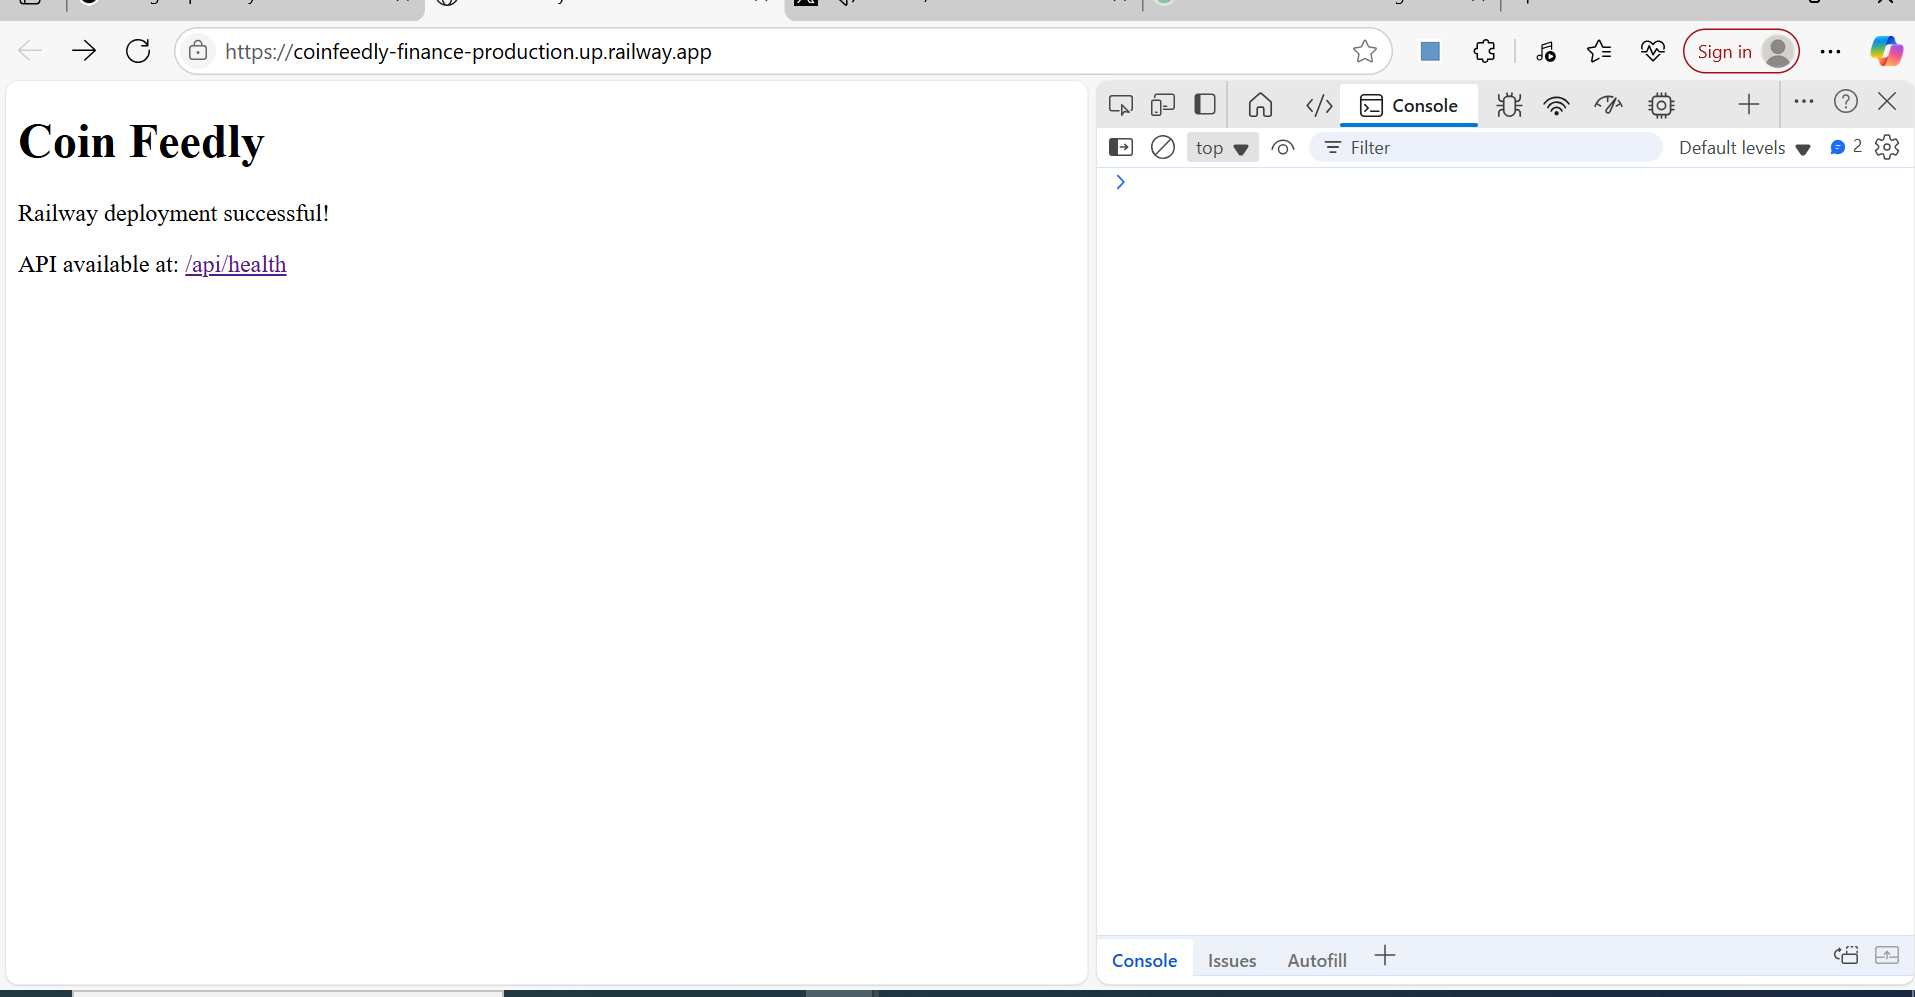 https://coinfeedly-finance-production.up.railway.app
Sign in
Coin Feedly
Railway deployment successful!
API available at: /api/health
Console
top
Filter
Default levels
2
Console
Issues
Autofill